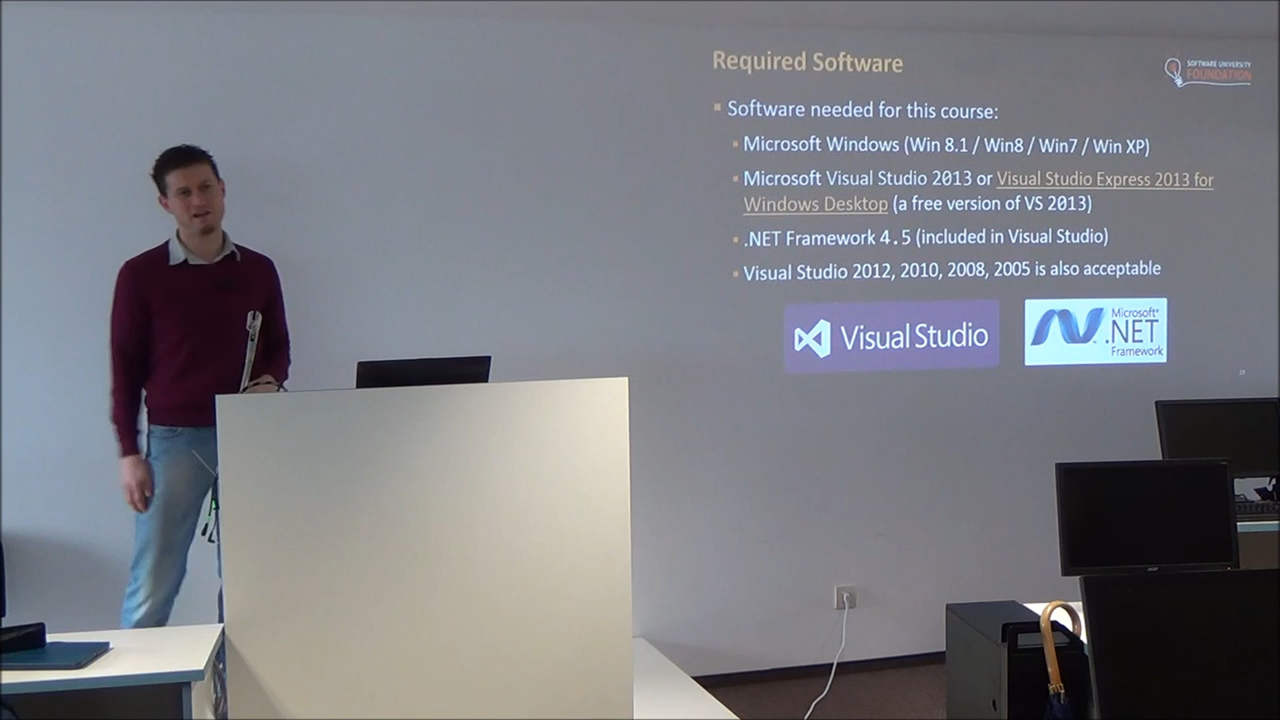 Required Software
SOFTWARE UNIVERSITY
FOUNDATION
Software needed for this course:
Microsoft Windows (Win 8.1 / Win8 / Win7 / Win XP)
Microsoft Visual Studio 2013 or Visual Studio Express 2013 for
Windows Desktop (a free version of VS 2013)
.NET Framework 4.5 (included in Visual Studio)
Visual Studio 2012, 2010, 2008, 2005 is also acceptable
Visual Studio
Microsoft®
.NET
Framework